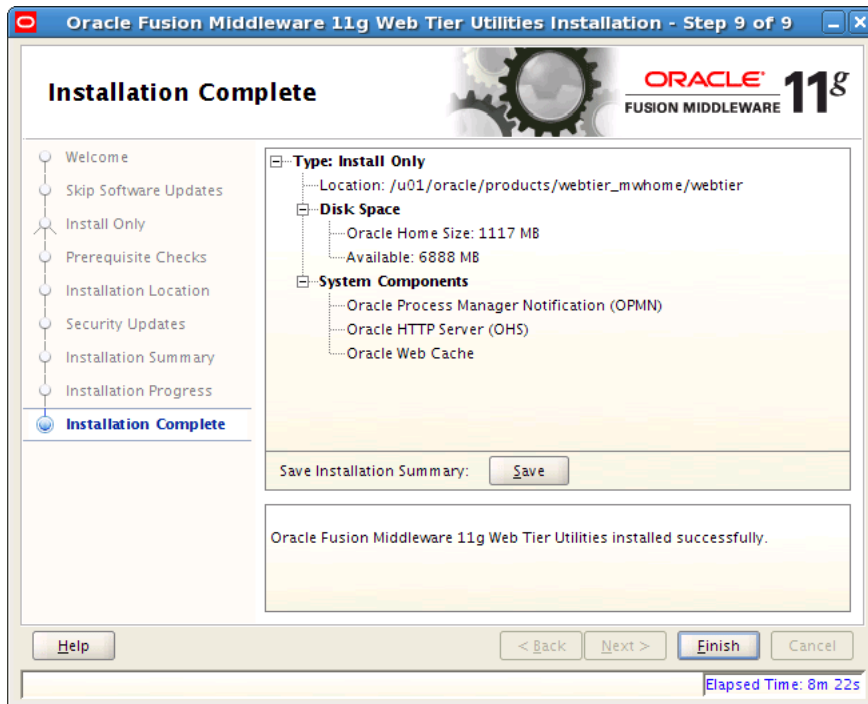 Oracle Fusion Middleware 11g Web Tier Utilities Installation - Step 9 of 9
Installation Complete
ORACLE
FUSION MIDDLEWARE
11g
Welcome
Skip Software Updates
Install Only
Prerequisite Checks
Installation Location
Security Updates
Installation Summary
Installation Progress
Installation Complete
Type: Install Only
Location: /u01/oracle/products/webtier_mwhome/webtier
Disk Space
Oracle Home Size: 1117 MB
Available: 6888 MB
System Components
Oracle Process Manager Notification (OPMN)
Oracle HTTP Server (OHS)
Oracle Web Cache
Save Installation Summary: Save
Oracle Fusion Middleware 11g Web Tier Utilities installed successfully.
Help < Back Next > Finish Cancel
Elapsed Time: 8m 22s